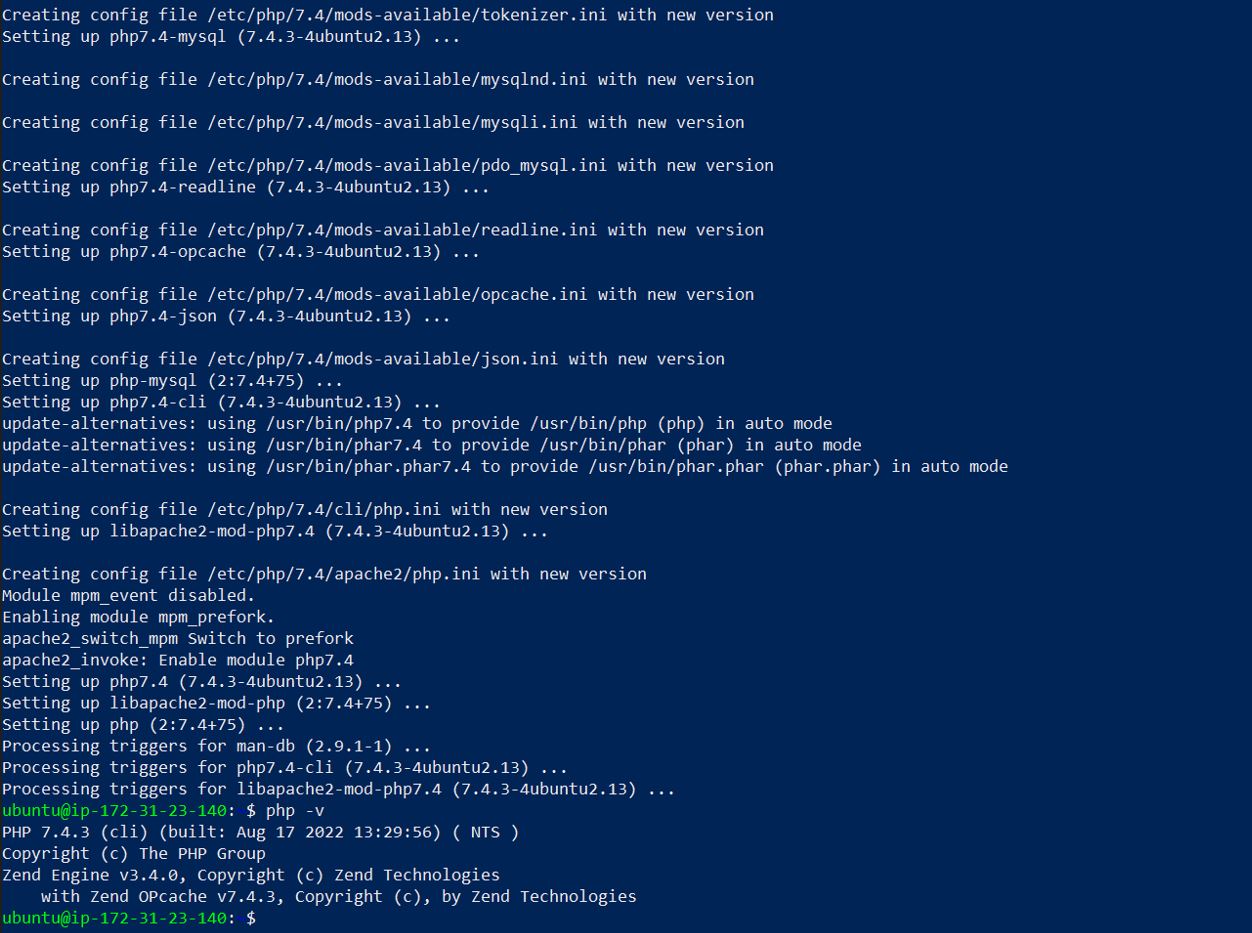 Creating config file /etc/php/7.4/mods-available/tokenizer.ini with new version
Setting up php7.4-mysql (7.4.3-4ubuntu2.13) ...
Creating config file /etc/php/7.4/mods-available/mysqlnd.ini with new version
Creating config file /etc/php/7.4/mods-available/mysqli.ini with new version
Creating config file /etc/php/7.4/mods-available/pdo_mysql.ini with new version
Setting up php7.4-readline (7.4.3-4ubuntu2.13) ...
Creating config file /etc/php/7.4/mods-available/readline.ini with new version
Setting up php7.4-opcache (7.4.3-4ubuntu2.13) ...
Creating config file /etc/php/7.4/mods-available/opcache.ini with new version
Setting up php7.4-json (7.4.3-4ubuntu2.13) ...
Creating config file /etc/php/7.4/mods-available/json.ini with new version
Setting up php-mysql (2:7.4+75) ...
Setting up php7.4-cli (7.4.3-4ubuntu2.13) ...
update-alternatives: using /usr/bin/php7.4 to provide /usr/bin/php (php) in auto mode
update-alternatives: using /usr/bin/phar7.4 to provide /usr/bin/phar (phar) in auto mode
update-alternatives: using /usr/bin/phar.phar7.4 to provide /usr/bin/phar.phar (phar.phar) in auto mode
Creating config file /etc/php/7.4/cli/php.ini with new version
Setting up libapache2-mod-php7.4 (7.4.3-4ubuntu2.13) ...
Creating config file /etc/php/7.4/apache2/php.ini with new version
Module mpm_event disabled.
Enabling module mpm_prefork.
apache2_switch_mpm Switch to prefork
apache2_invoke: Enable module php7.4
Setting up php7.4 (7.4.3-4ubuntu2.13) ...
Setting up libapache2-mod-php (2:7.4+75) ...
Setting up php (2:7.4+75) ...
Processing triggers for man-db (2.9.1-1) ...
Processing triggers for php7.4-cli (7.4.3-4ubuntu2.13) ...
Processing triggers for libapache2-mod-php7.4 (7.4.3-4ubuntu2.13) ...
ubuntu@ip-172-31-23-140:~$ php -v
PHP 7.4.3 (cli) (built: Aug 17 2022 13:29:56) ( NTS )
Copyright (c) The PHP Group
Zend Engine v3.4.0, Copyright (c) Zend Technologies
    with Zend OPcache v7.4.3, Copyright (c), by Zend Technologies
ubuntu@ip-172-31-23-140:~$